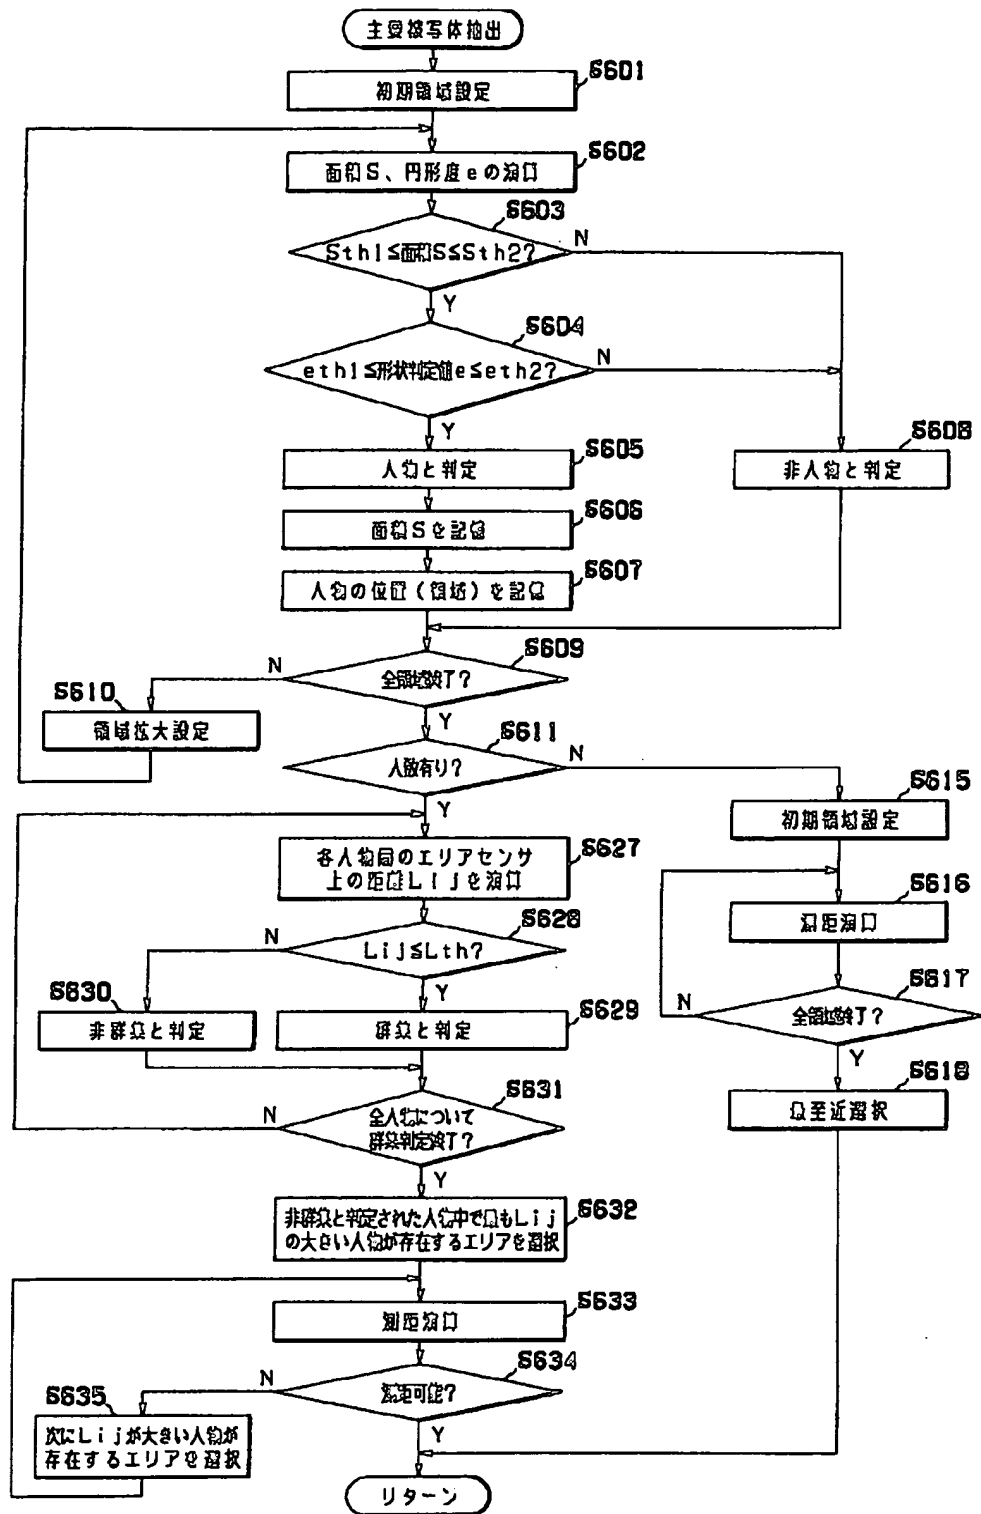 主要被写体抽出
S601
初期領域設定
S602
面積S、円形度eの演算
S603
Sth1≦面積S≦Sth2?
N
Y
S604
eth1≦形状判定値e≦eth2?
N
Y
S605
人物と判定
S608
非人物と判定
S606
面積Sを記憶
S607
人物の位置(領域)を記憶
S609
全領域終了?
N
Y
S610
領域拡大設定
S611
人物有り?
N
Y
S615
初期領域設定
S627
各人物間のエリアセンサ
上の距離Lijを演算
S616
測距演算
S628
Lij≦Lth?
N
Y
S617
全領域終了?
N
Y
S630
非群衆と判定
S629
群衆と判定
S618
最至近選択
S631
全人物について
群衆判定終了?
N
Y
S632
非群衆と判定された人物中で最もLij
の大きい人物が存在するエリアを選択
S633
測距演算
S634
測距可能?
N
Y
S635
次にLijが大きい人物が
存在するエリアを選択
リターン